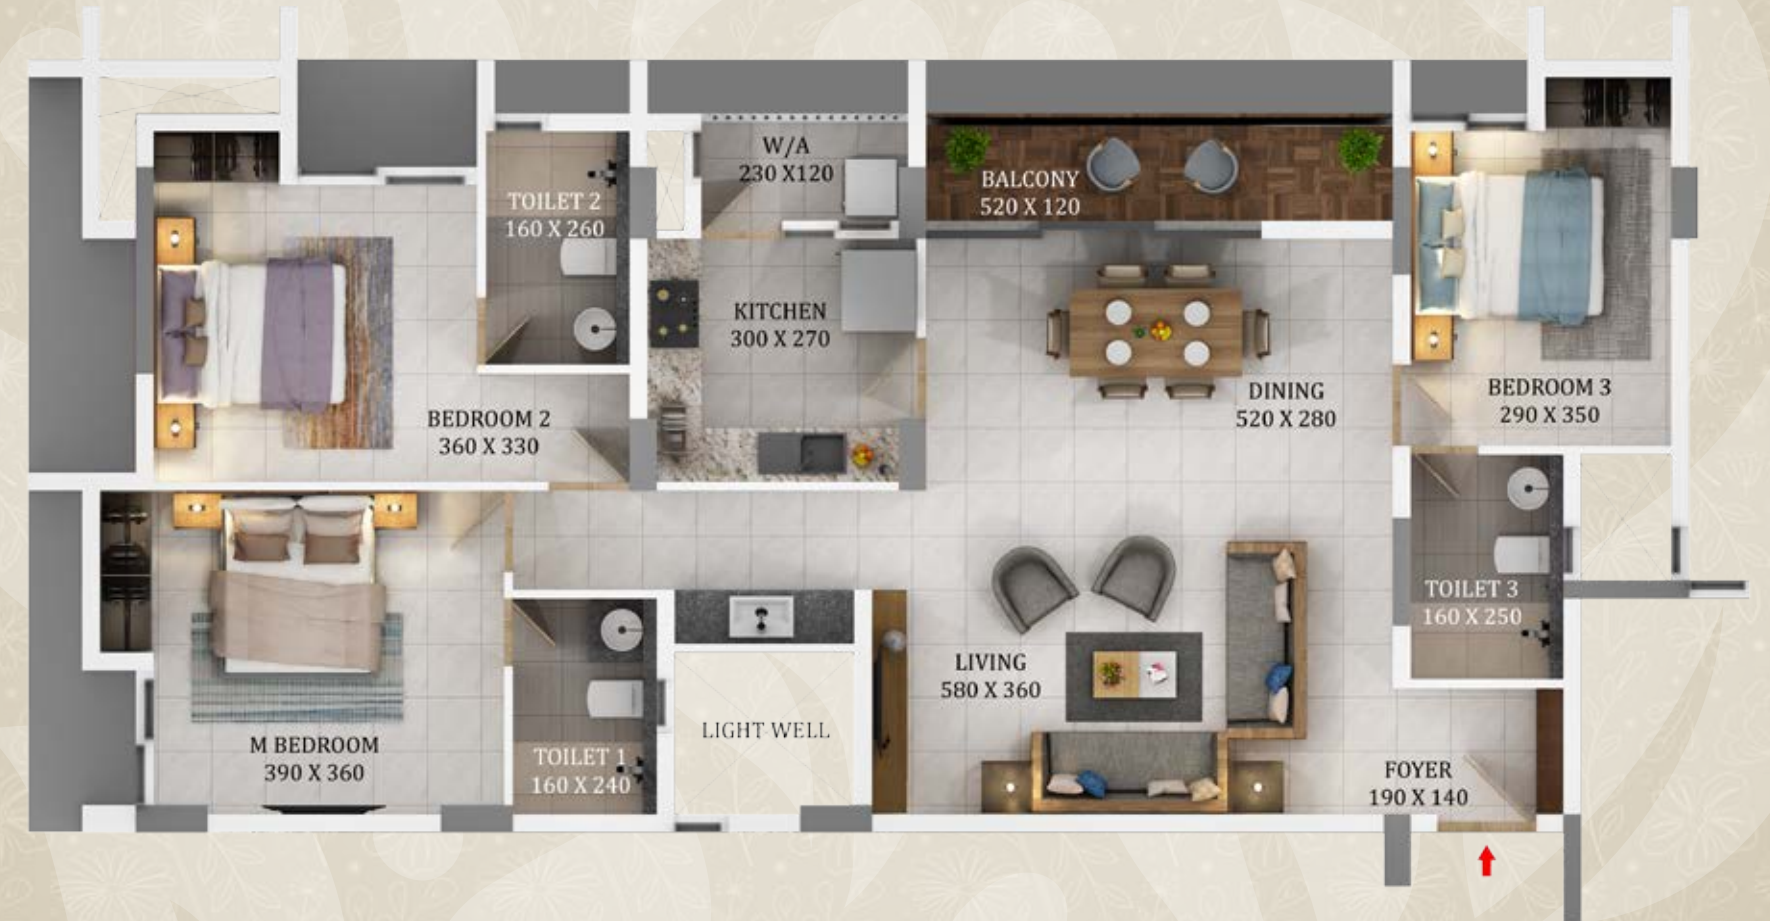 W/A
230 X120
TOILET 2
160 X 260
BALCONY
520 X 120
KITCHEN
300 X 270
BEDROOM 2
360 X 330
DINING
520 X 280
BEDROOM 3
290 X 350
TOILET 3
160 X 250
LIVING
580 X 360
LIGHT WELL
M BEDROOM
390 X 360
TOILET 1
160 X 240
FOYER
190 X 140